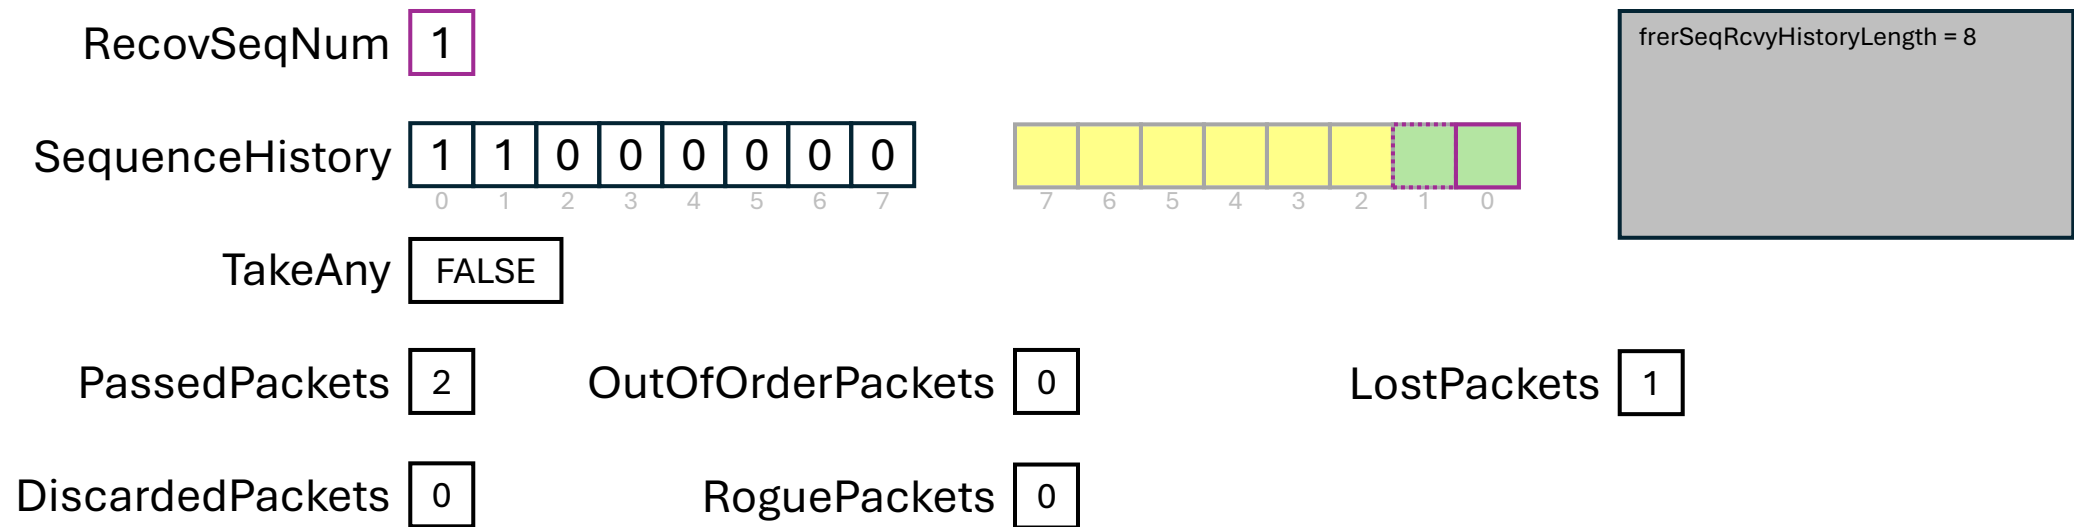 RecovSeqNum 1 frerSeqRcvyHistoryLength = 8
SequenceHistory 1 1 0 0 0 0 0 0
0 1 2 3 4 5 6 7 7 6 5 4 3 2 1 0
TakeAny FALSE
PassedPackets 2 OutOfOrderPackets 0 LostPackets 1
DiscardedPackets 0 RoguePackets 0